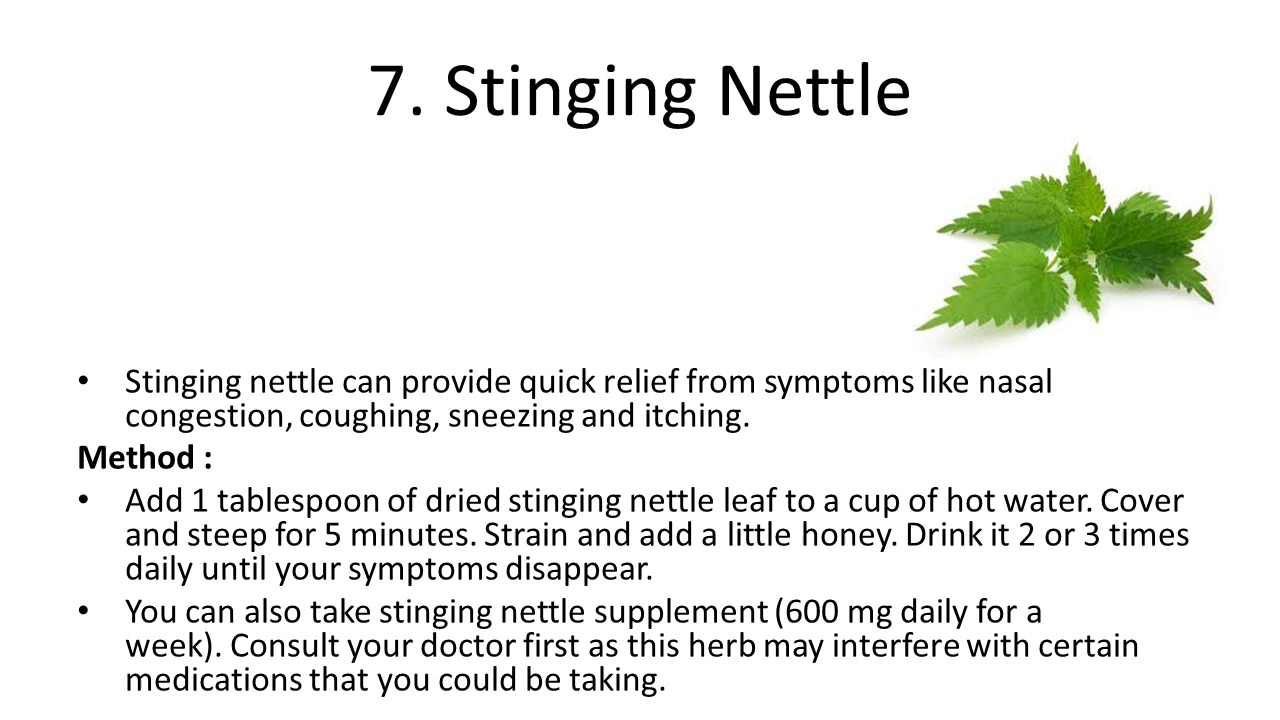 7. Stinging Nettle
• Stinging nettle can provide quick relief from symptoms like nasal
congestion, coughing, sneezing and itching.
Method :
• Add 1 tablespoon of dried stinging nettle leaf to a cup of hot water. Cover
and steep for 5 minutes. Strain and add a little honey. Drink it 2 or 3 times
daily until your symptoms disappear.
• You can also take stinging nettle supplement (600 mg daily for a
week). Consult your doctor first as this herb may interfere with certain
medications that you could be taking.